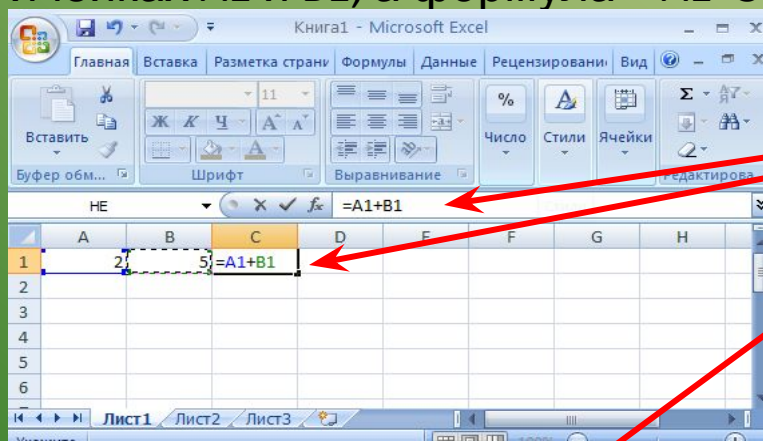 Книга1 - Microsoft Excel
Главная Вставка Разметка страни Формулы Данные Рецензировани Вид
11
Ж К Ч А А %
Вставить Число Стили Ячейки
Буфер обм... Шрифт Выравнивание Редактирова
НЕ =A1+B1
A B C D E F G H
1 2 5 =A1+B1
2
3
4
5
6
Лист1 Лист2 Лист3